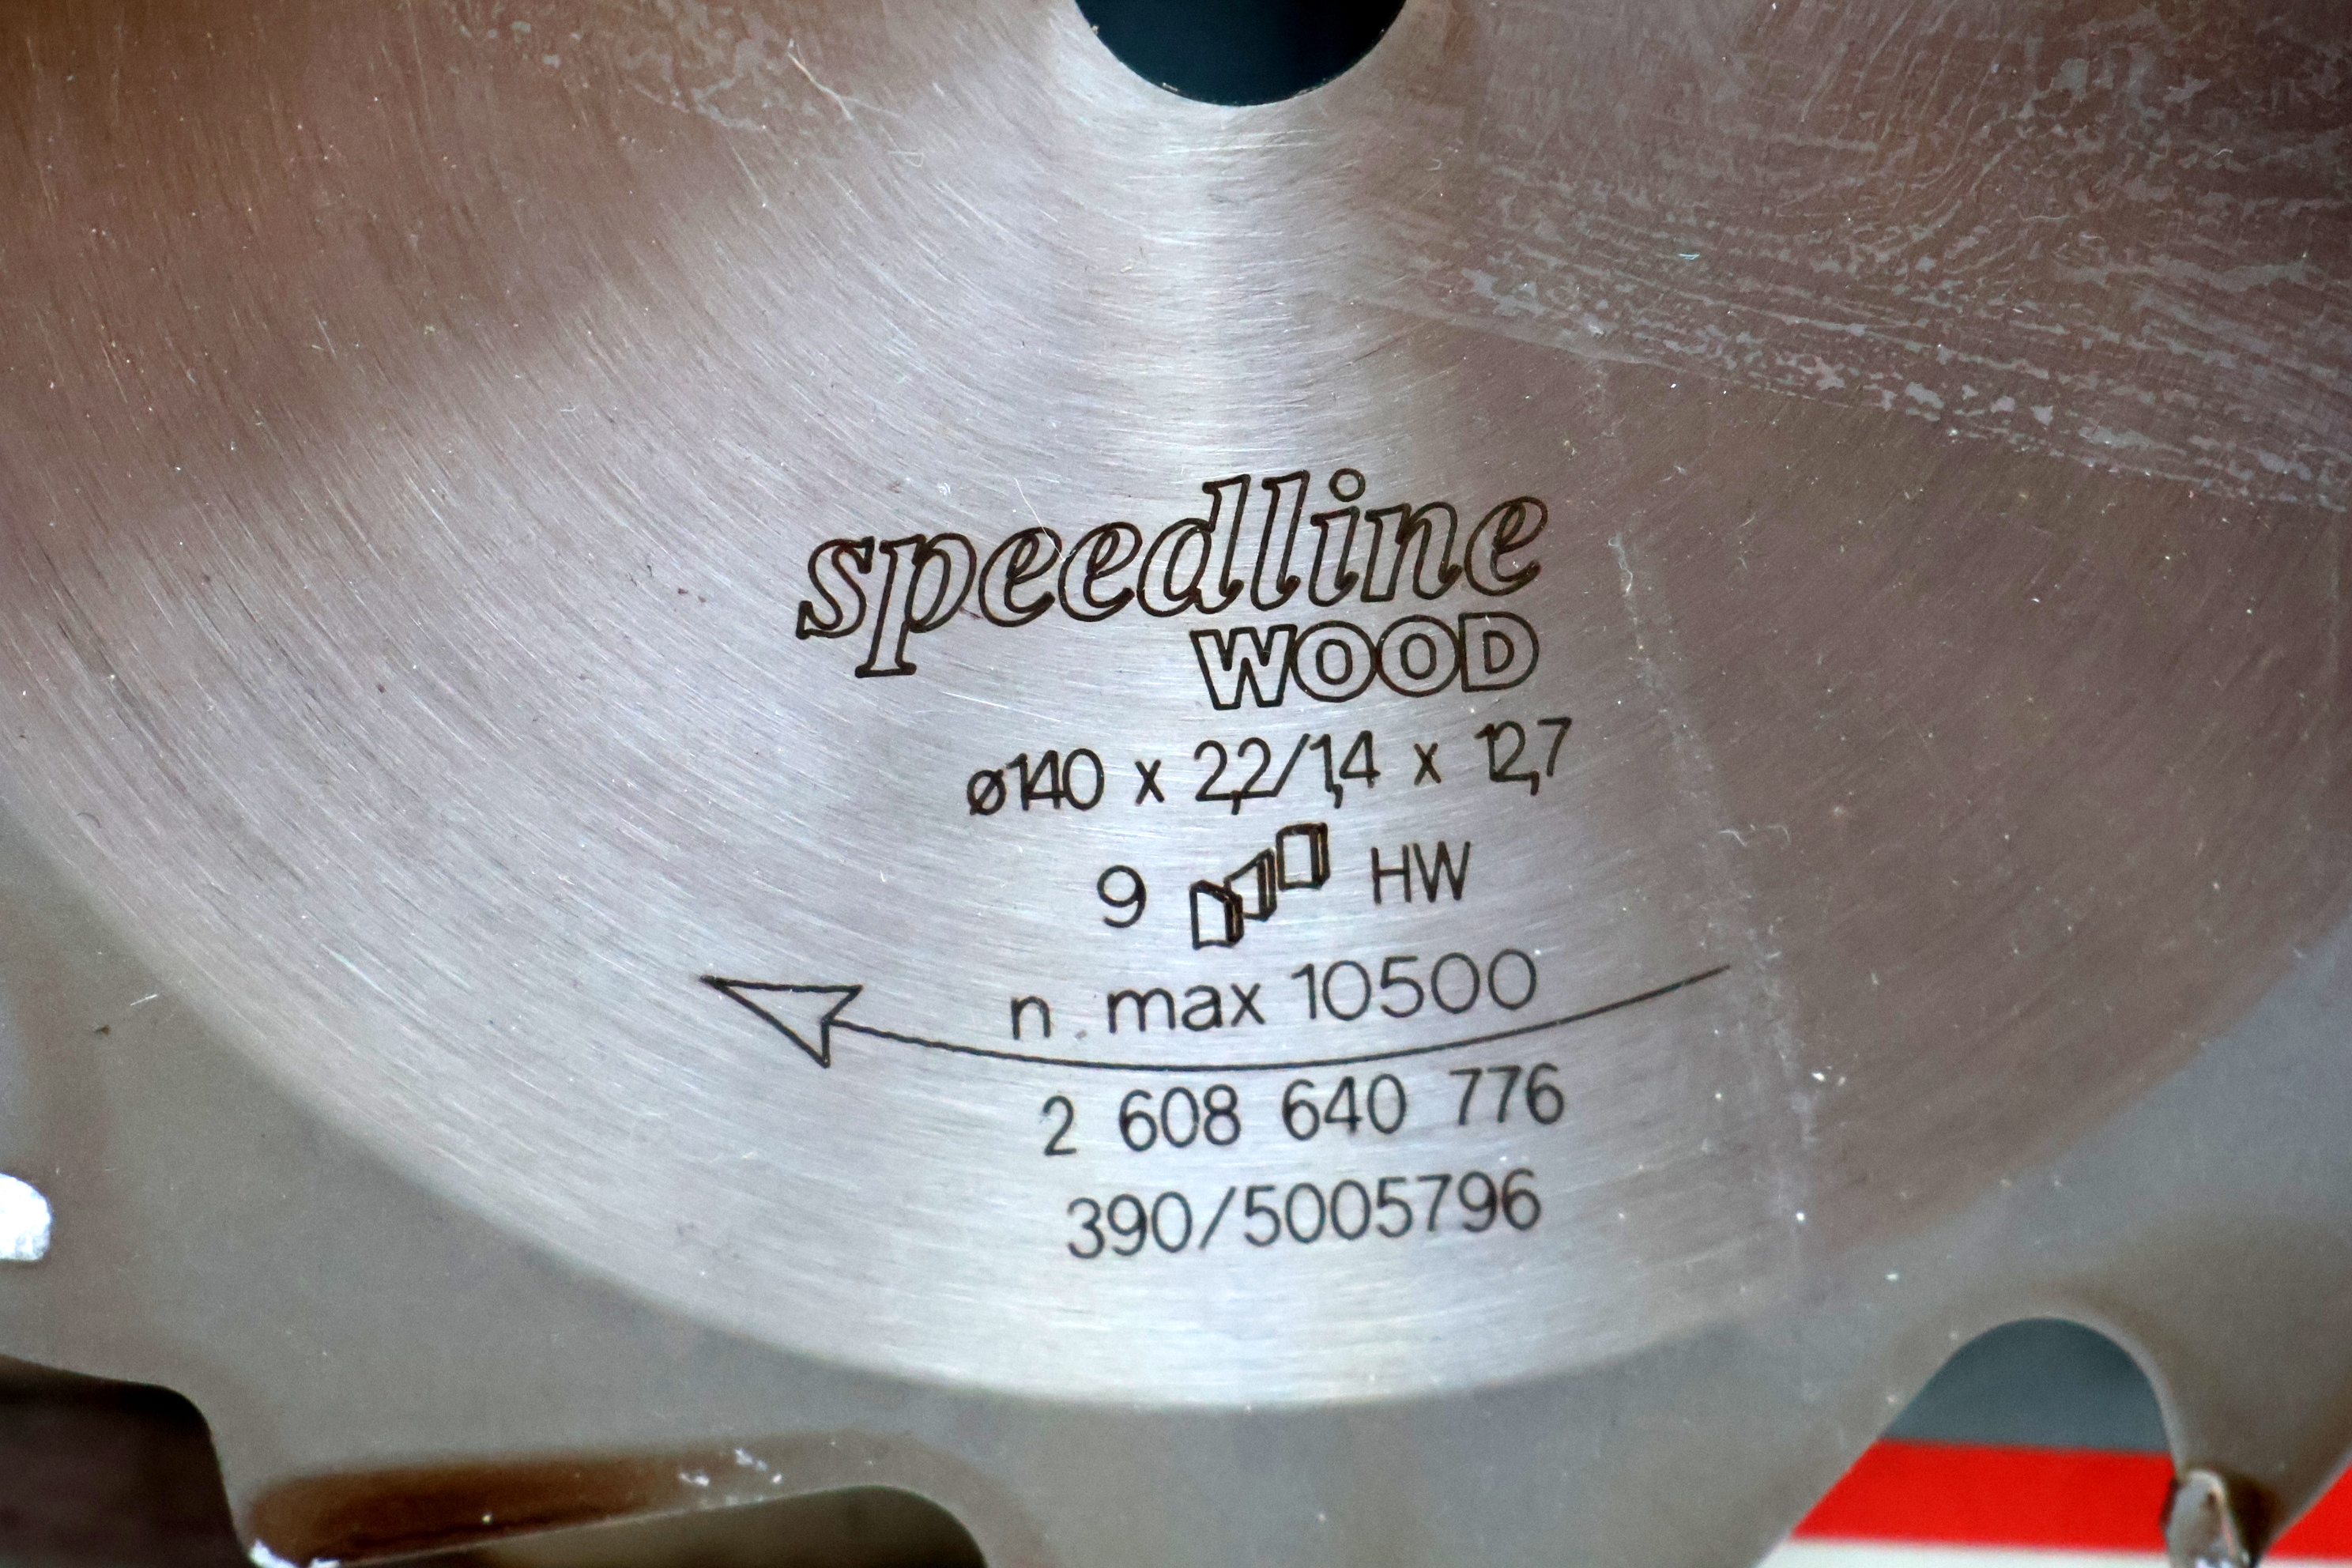 speedline
WOOD
ø140 x 2,2/1,4 x 12,7
9 HW
n max 10500
2 608 640 776
390/5005796